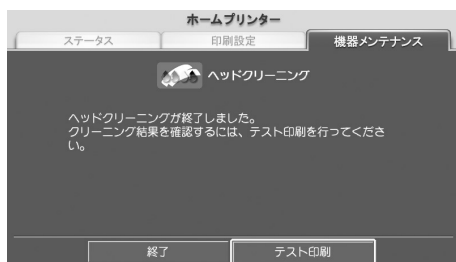 ホームプリンター
ステータス
印刷設定
機器メンテナンス
ヘッドクリーニング
ヘッドクリーニングが終了しました。
クリーニング結果を確認するには、テスト印刷を行ってくださ
い。
終了
テスト印刷